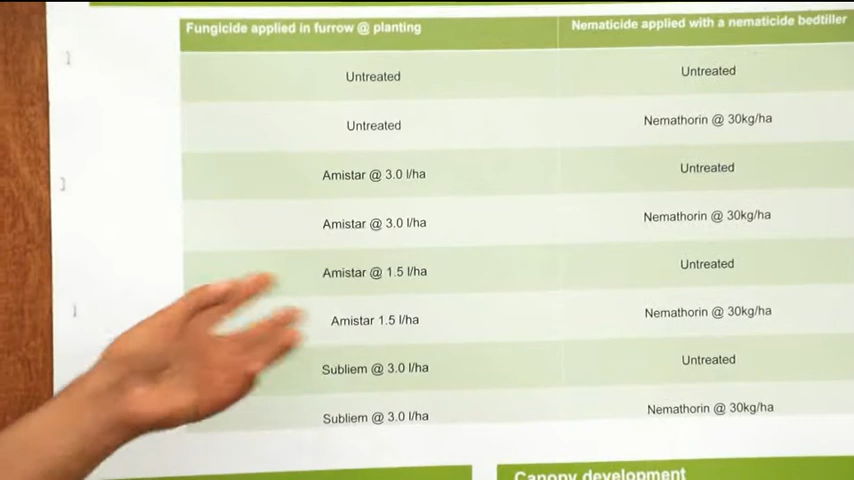 Fungicide applied in furrow @ planting Nematicide applied with a nematicide bedtiller
Untreated Untreated
Untreated Nemathorin @ 30kg/ha
Amistar @ 3.0 l/ha Untreated
Amistar @ 3.0 l/ha Nemathorin @ 30kg/ha
Amistar @ 1.5 l/ha Untreated
Amistar 1.5 l/ha Nemathorin @ 30kg/ha
Subliem @ 3.0 l/ha Untreated
Subliem @ 3.0 l/ha Nemathorin @ 30kg/ha
Canopy development